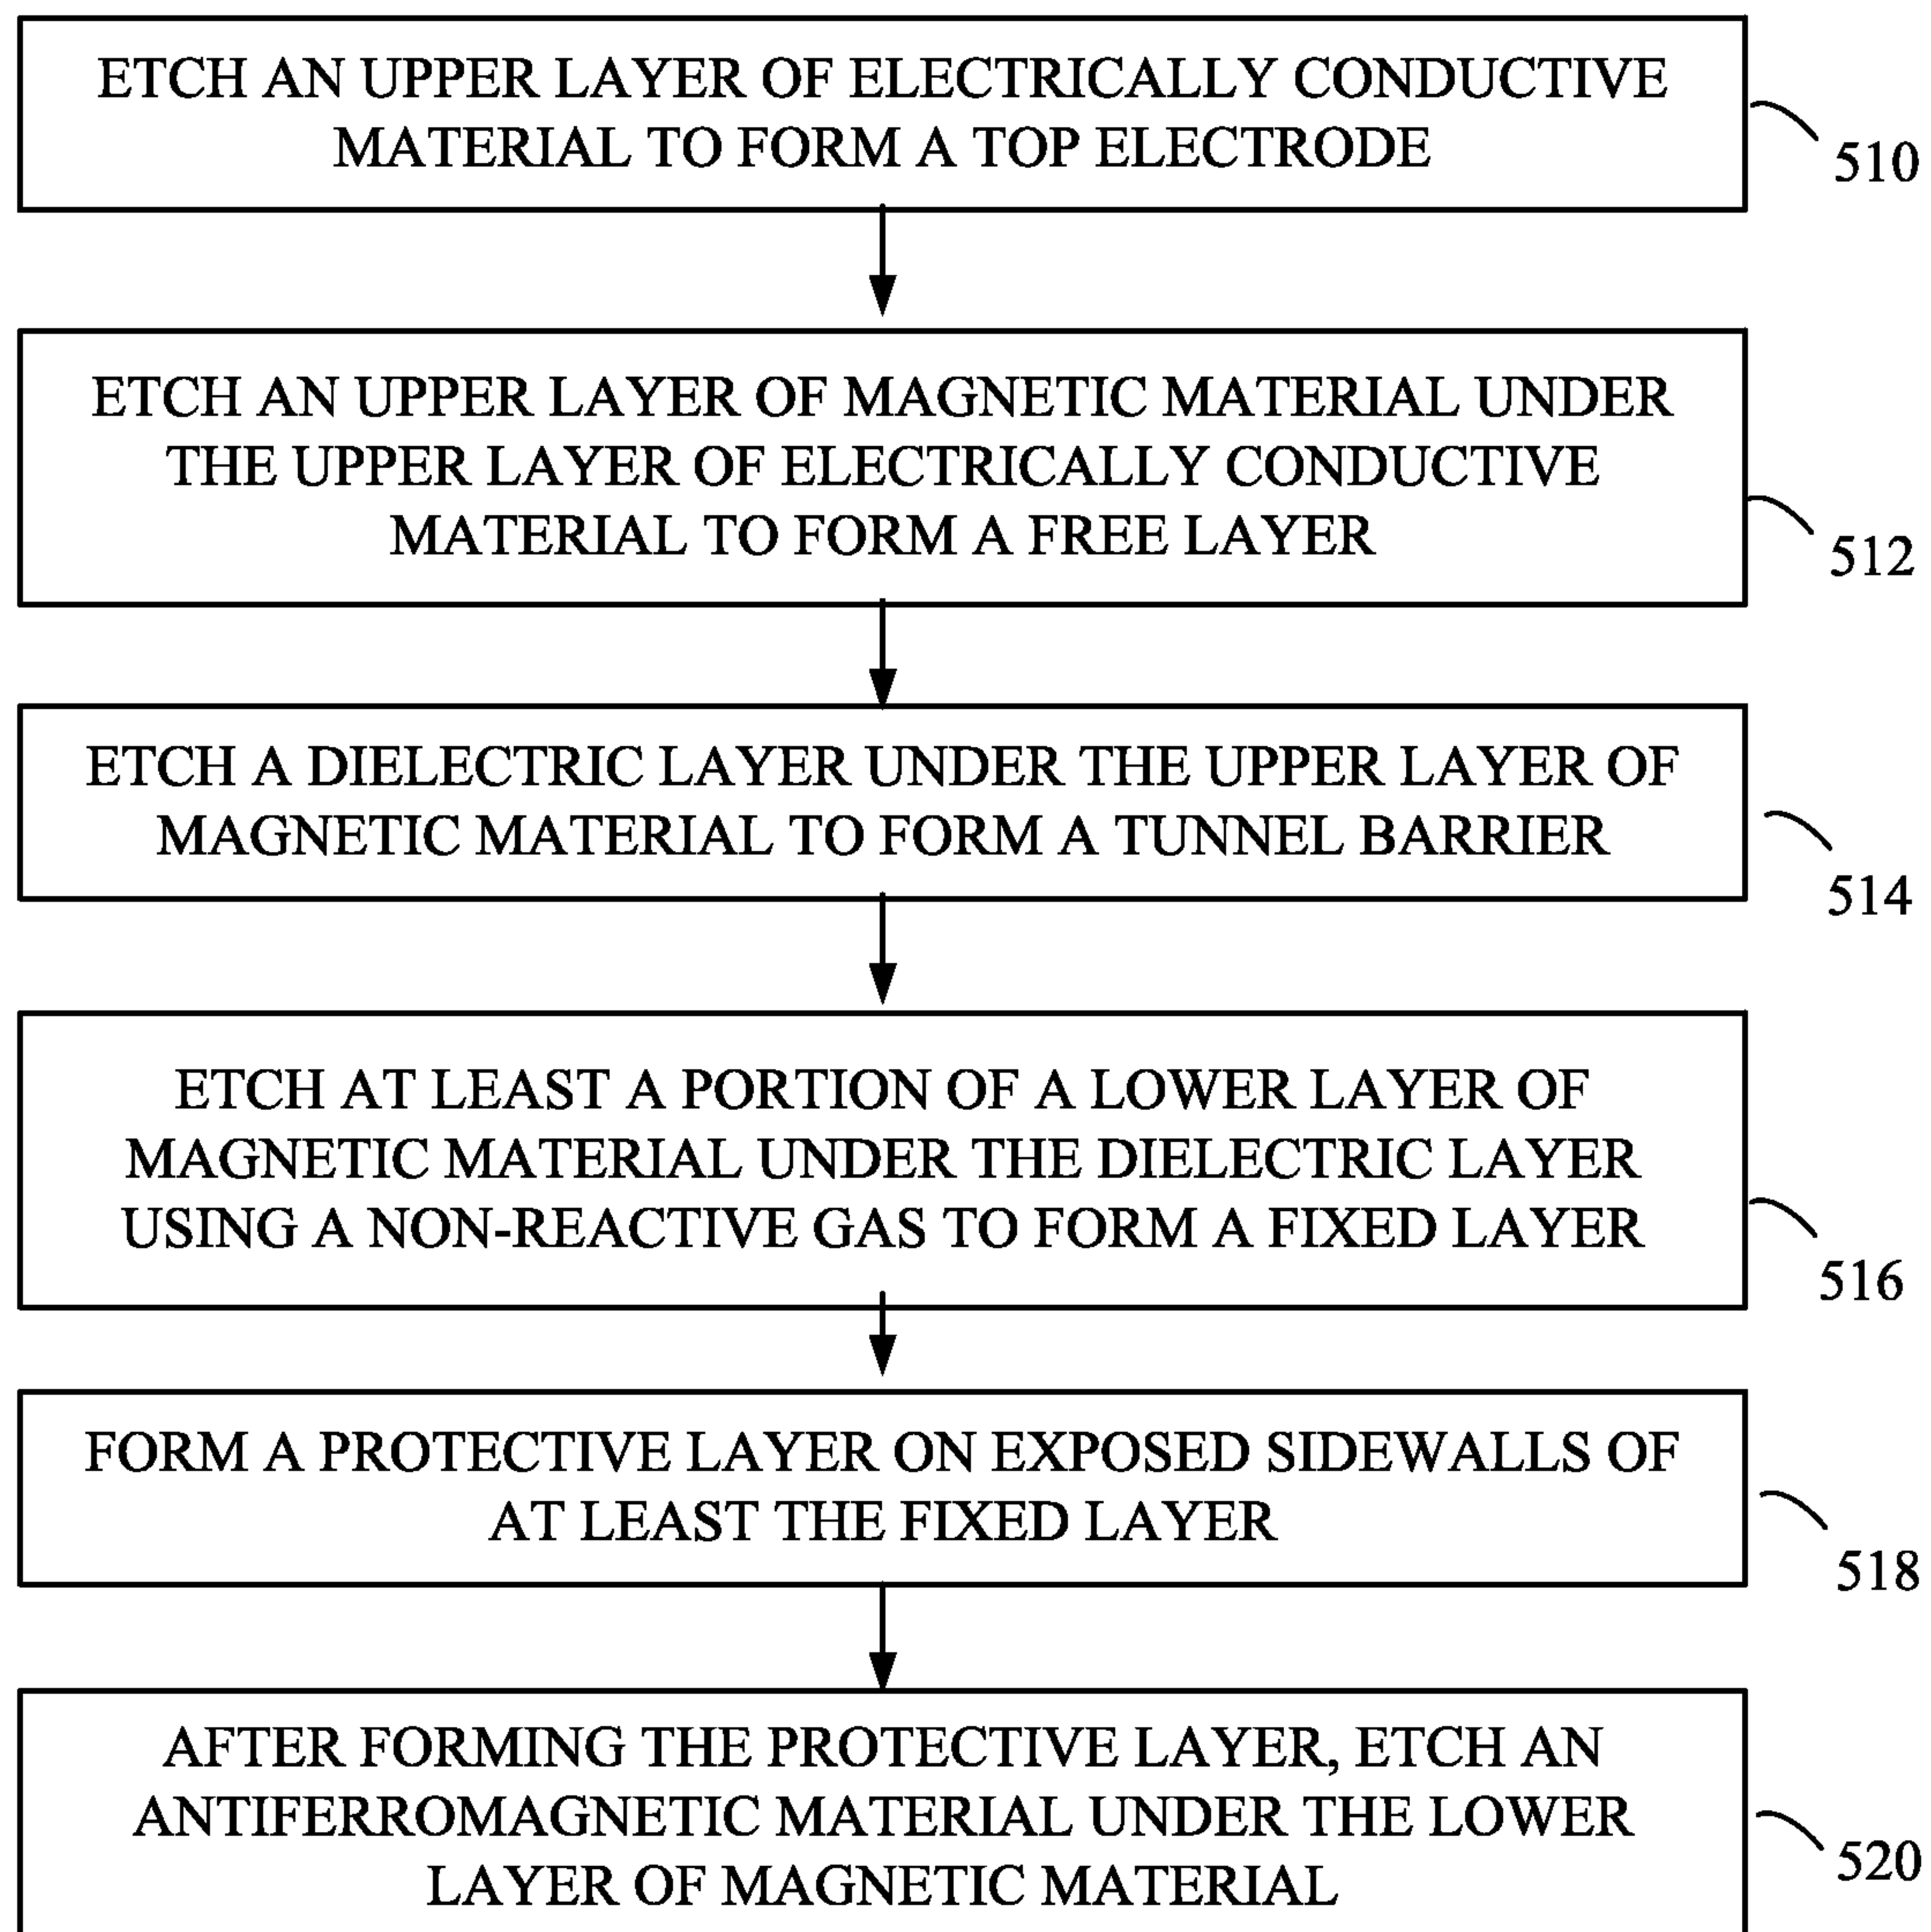 ETCH AN UPPER LAYER OF ELECTRICALLY CONDUCTIVE
MATERIAL TO FORM A TOP ELECTRODE
510
ETCH AN UPPER LAYER OF MAGNETIC MATERIAL UNDER
THE UPPER LAYER OF ELECTRICALLY CONDUCTIVE
MATERIAL TO FORM A FREE LAYER
512
ETCH A DIELECTRIC LAYER UNDER THE UPPER LAYER OF
MAGNETIC MATERIAL TO FORM A TUNNEL BARRIER
514
ETCH AT LEAST A PORTION OF A LOWER LAYER OF
MAGNETIC MATERIAL UNDER THE DIELECTRIC LAYER
USING A NON-REACTIVE GAS TO FORM A FIXED LAYER
516
FORM A PROTECTIVE LAYER ON EXPOSED SIDEWALLS OF
AT LEAST THE FIXED LAYER
518
AFTER FORMING THE PROTECTIVE LAYER, ETCH AN
ANTIFERROMAGNETIC MATERIAL UNDER THE LOWER
LAYER OF MAGNETIC MATERIAL
520